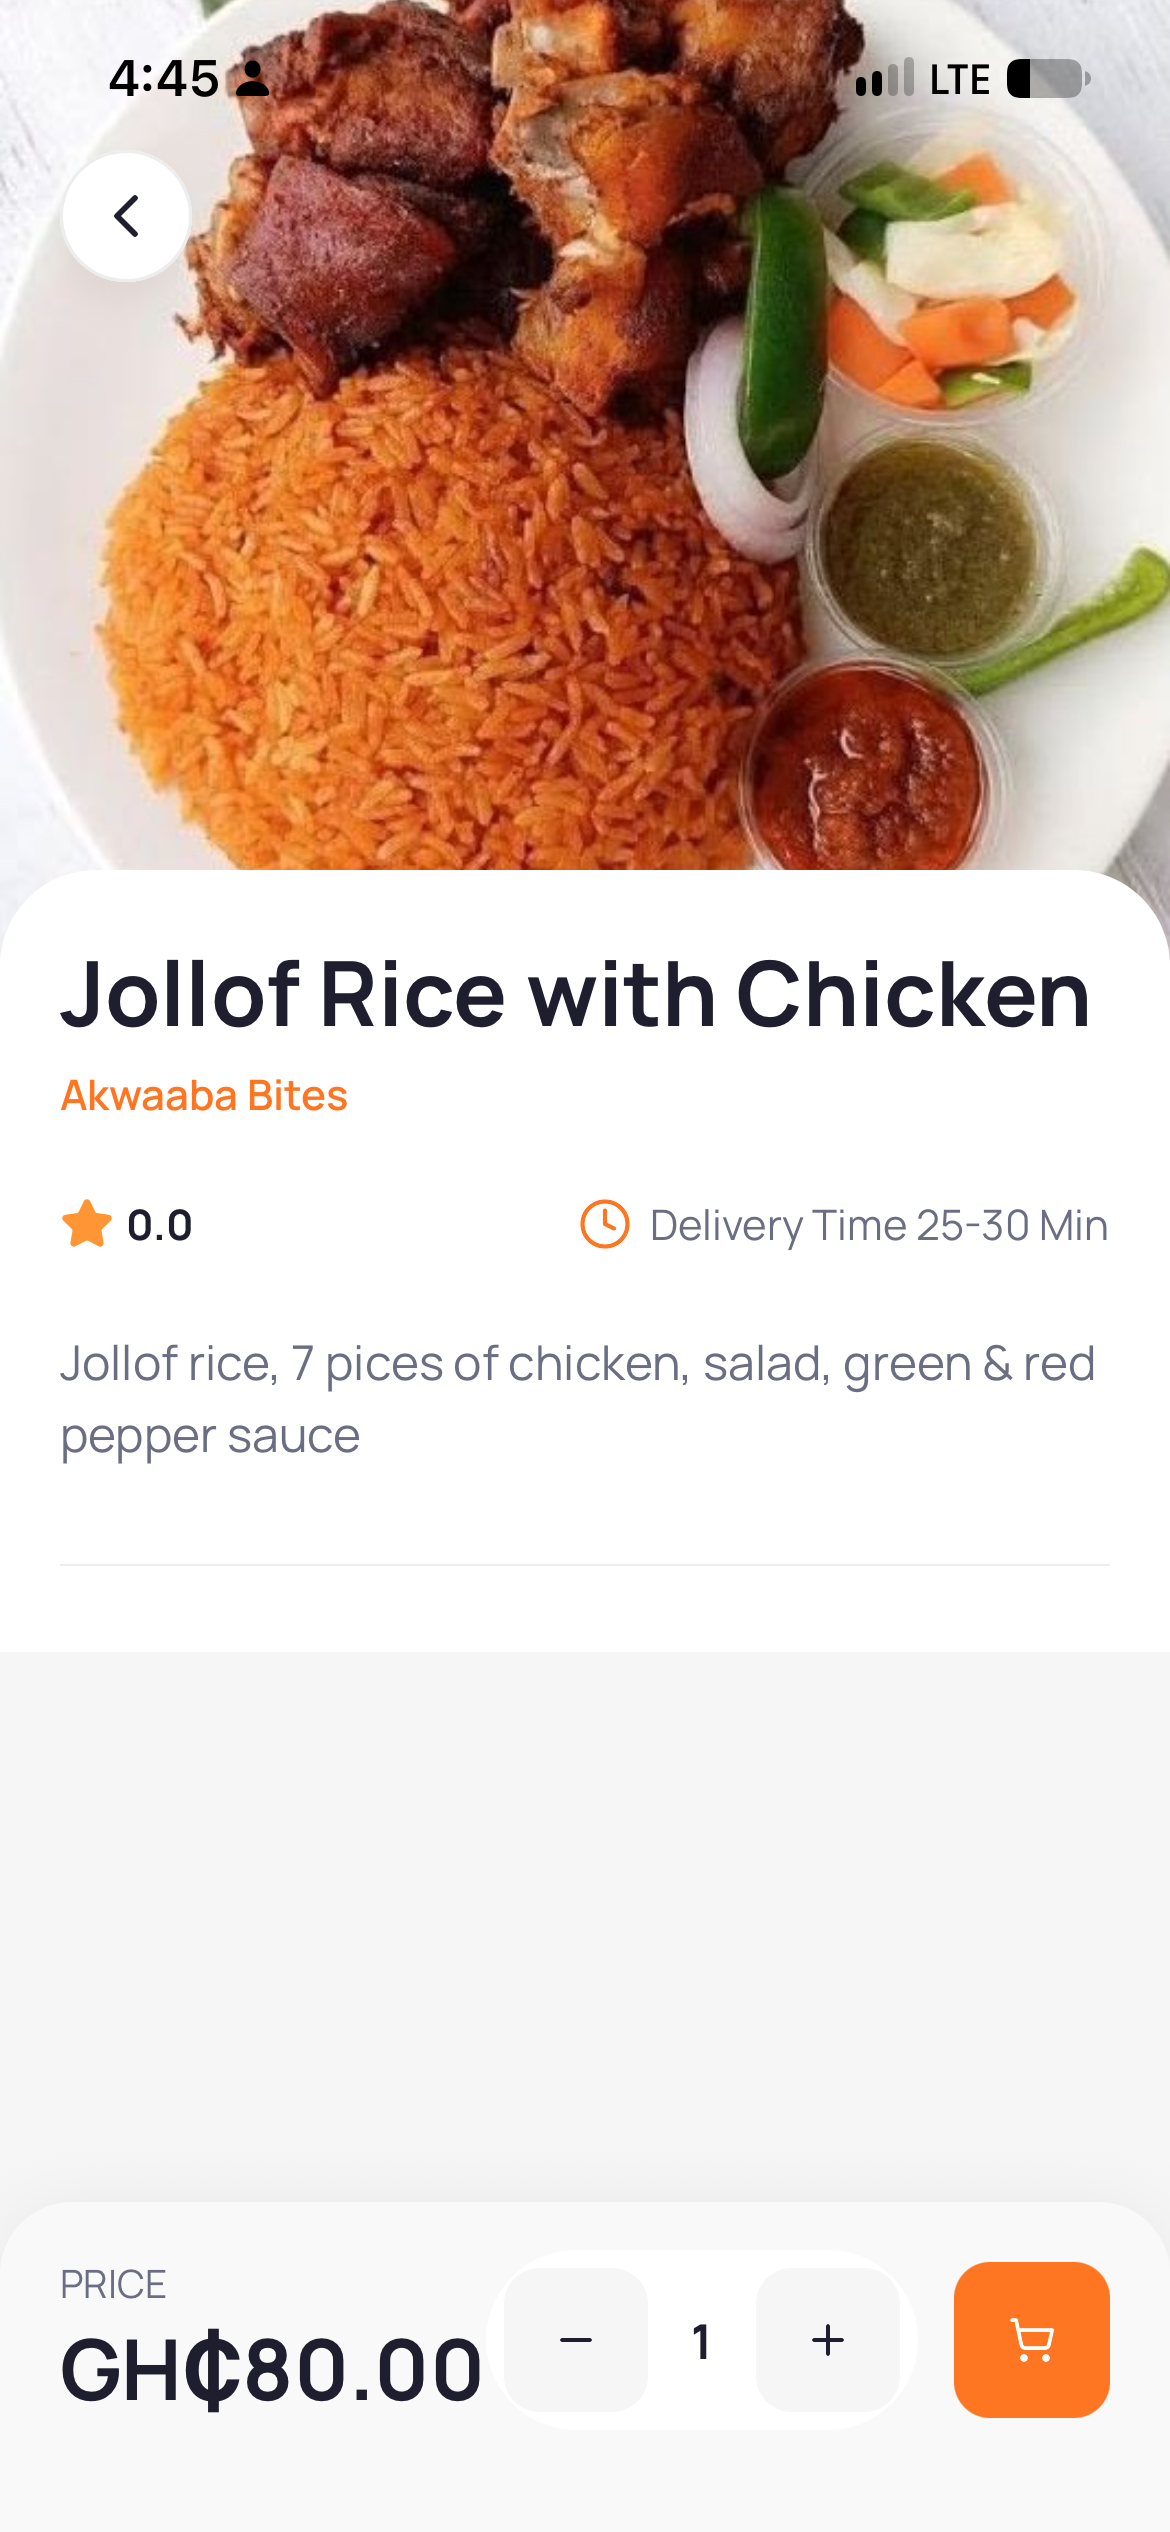 4:45 LTE
Jollof Rice with Chicken
Akwaaba Bites
0.0 Delivery Time 25-30 Min
Jollof rice, 7 pices of chicken, salad, green & red
pepper sauce
PRICE
GH₵80.00 1